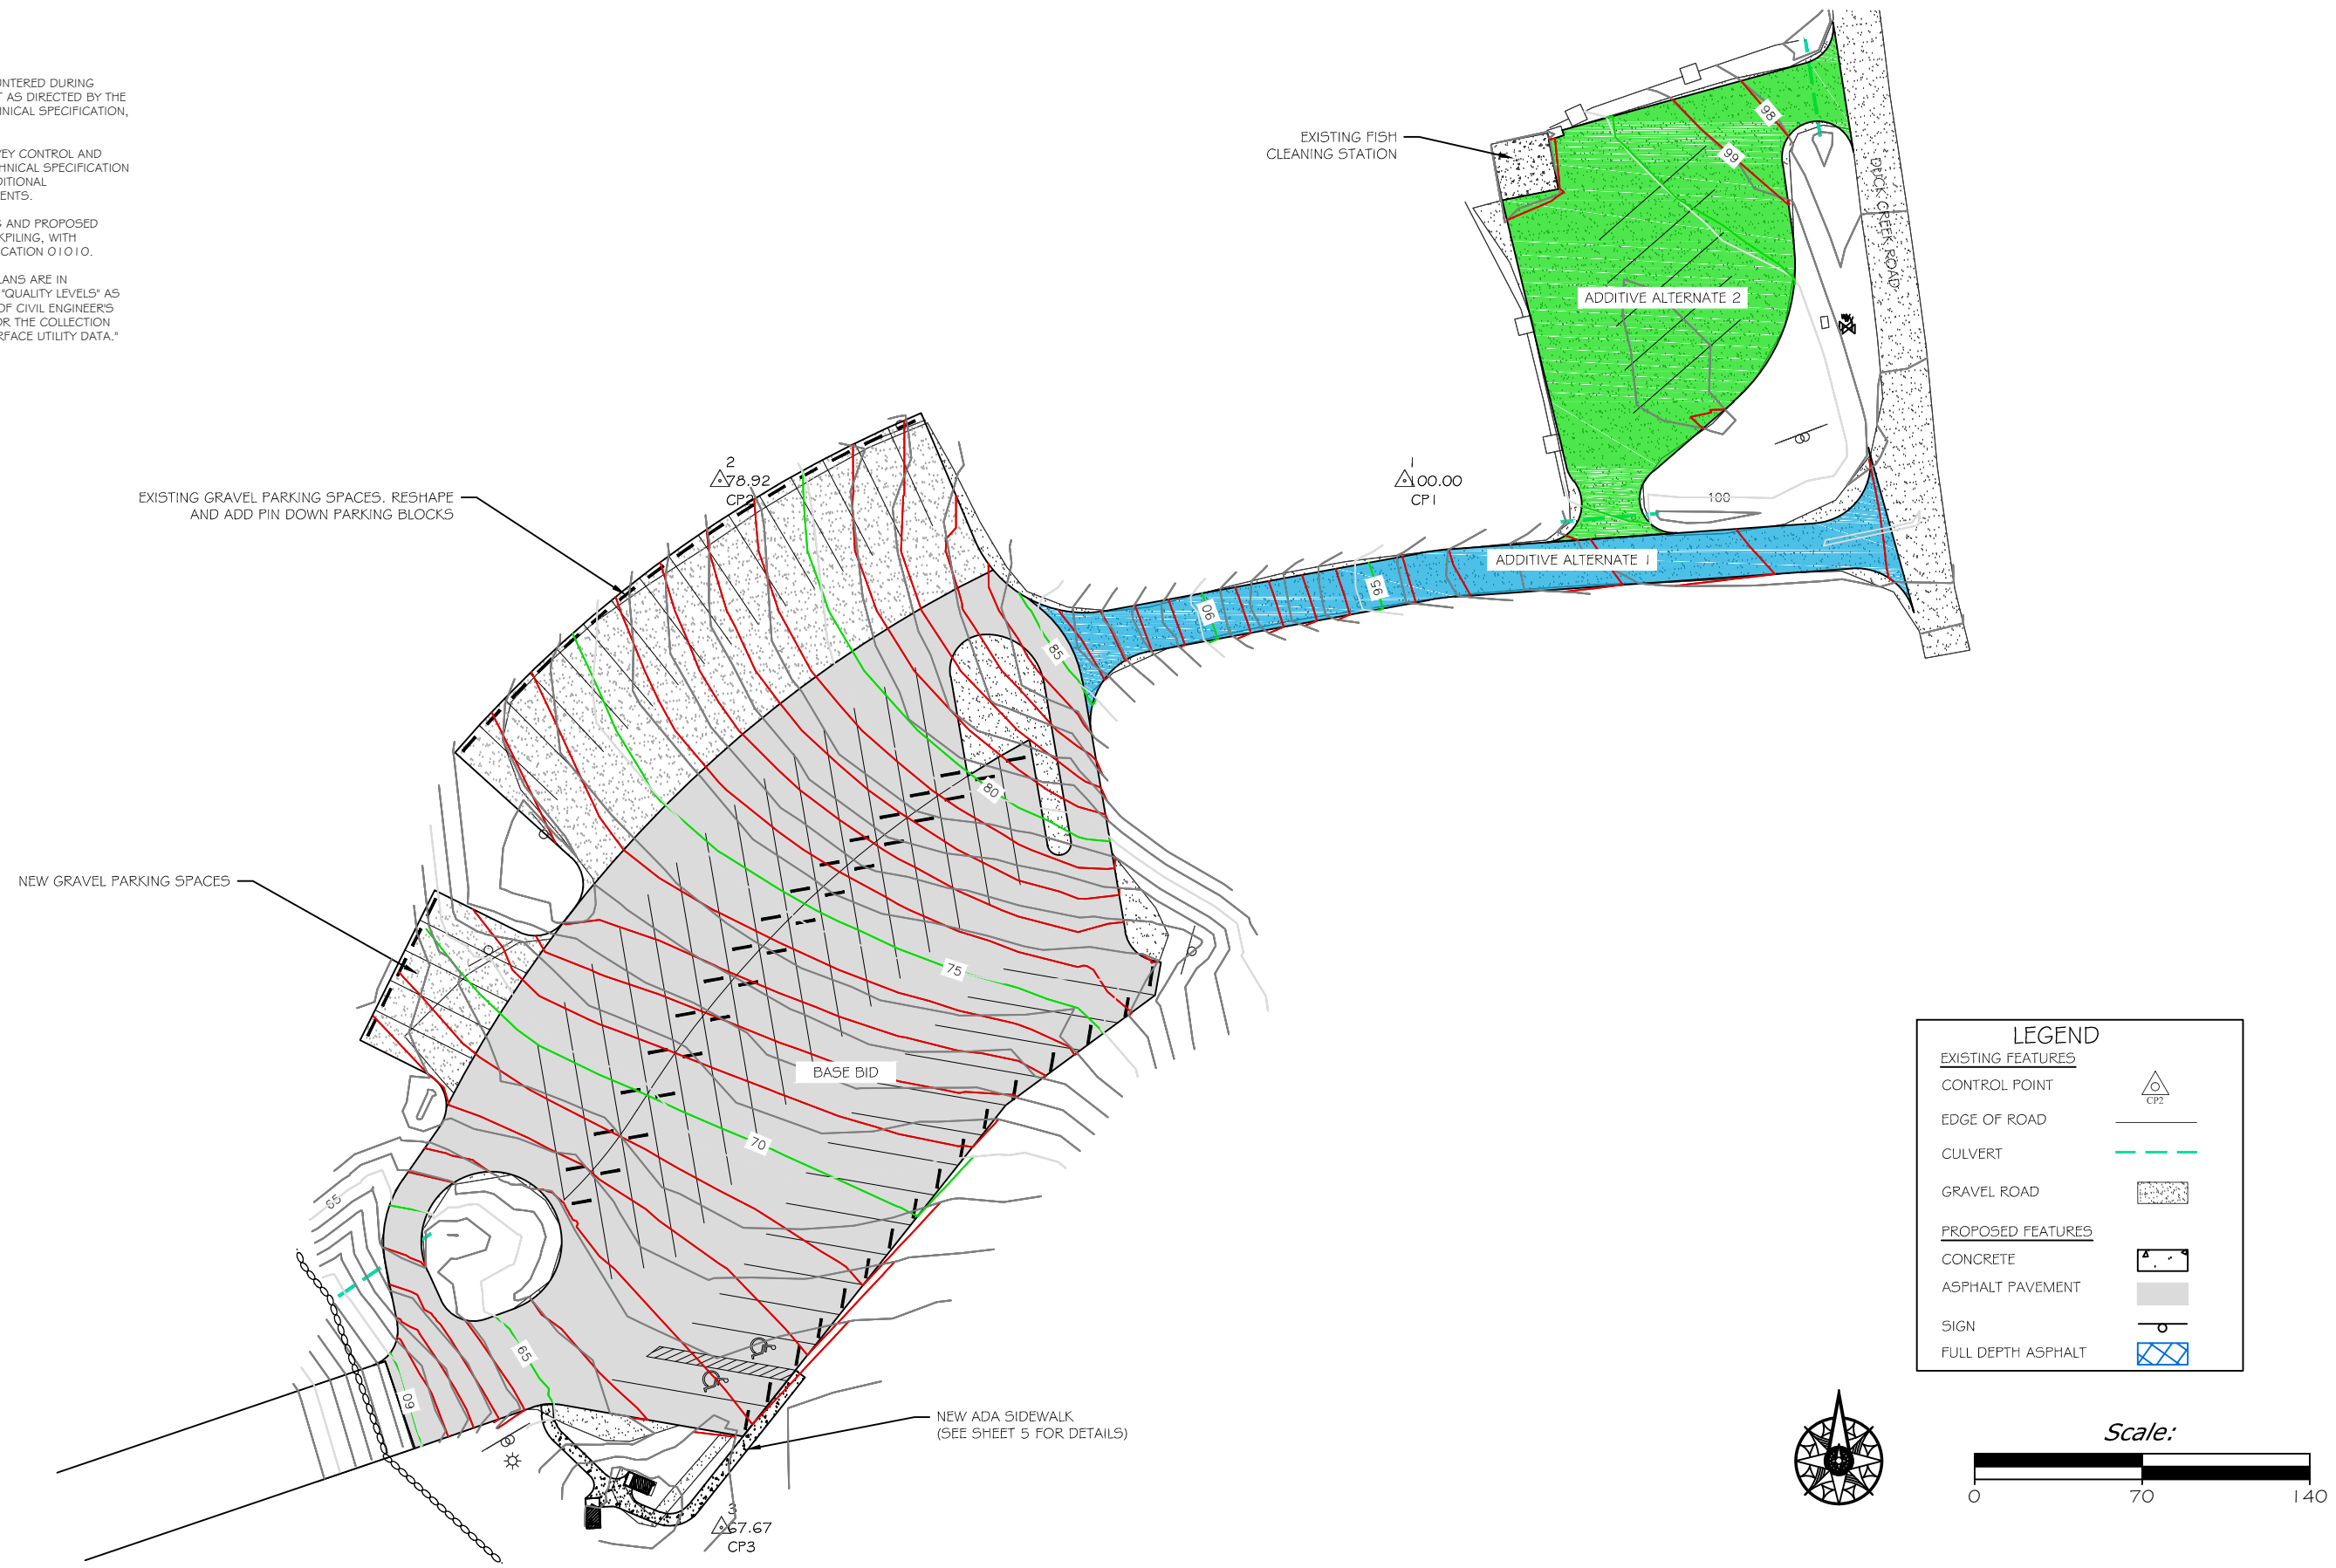 UNTERED DURING
T AS DIRECTED BY THE
HNICAL SPECIFICATION,
VEY CONTROL AND
CHNICAL SPECIFICATION
DITIONAL
ENTS.
G AND PROPOSED
KPILING, WITH
ICATION 01010.
LANS ARE IN
"QUALITY LEVELS" AS
OF CIVIL ENGINEER'S
OR THE COLLECTION
RFACE UTILITY DATA."
EXISTING FISH
CLEANING STATION
98
99
DUCK CREEK ROAD
ADDITIVE ALTERNATE 2
2
78.92
CP2
1
100.00
CP1
100
EXISTING GRAVEL PARKING SPACES. RESHAPE
AND ADD PIN DOWN PARKING BLOCKS
ADDITIVE ALTERNATE 1
95
90
85
80
NEW GRAVEL PARKING SPACES
75
BASE BID
70
65
65
60
NEW ADA SIDEWALK
(SEE SHEET 5 FOR DETAILS)
3
67.67
CP3
LEGEND
EXISTING FEATURES
CONTROL POINT
CP2
EDGE OF ROAD
CULVERT
GRAVEL ROAD
PROPOSED FEATURES
CONCRETE
ASPHALT PAVEMENT
SIGN
FULL DEPTH ASPHALT
Scale:
0 70 140